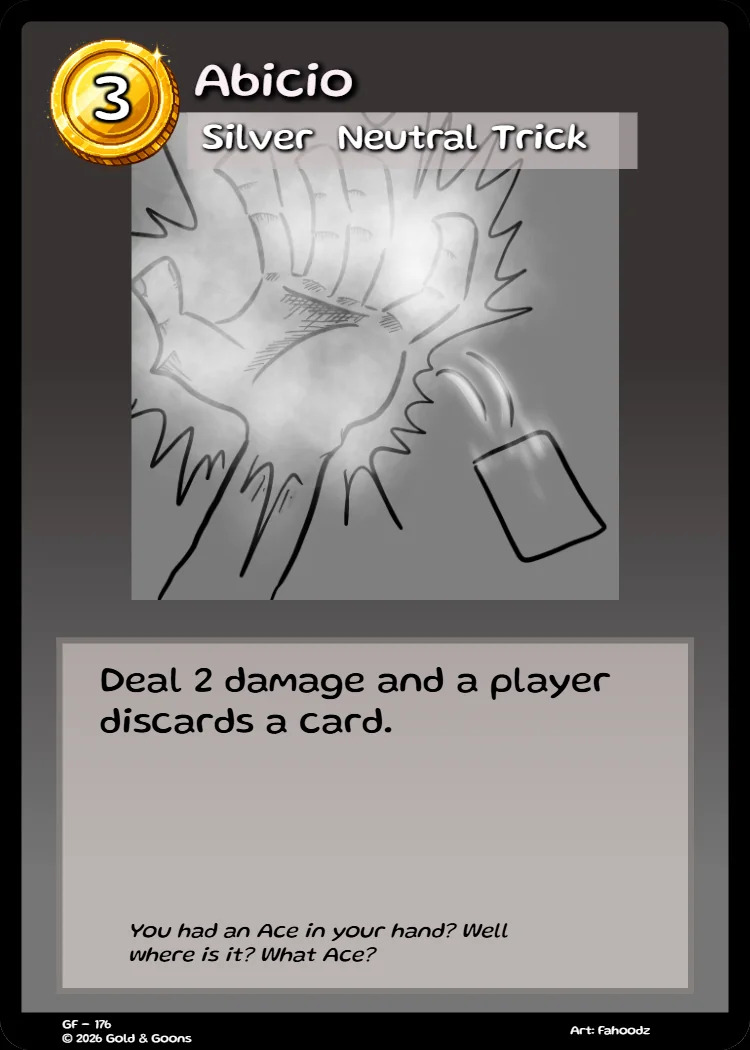 3
Abicio
Silver Neutral Trick
Deal 2 damage and a player
discards a card.
You had an Ace in your hand? Well
where is it? What Ace?
GF - 176
© 2026 Gold & Goons
Art: Fahoodz